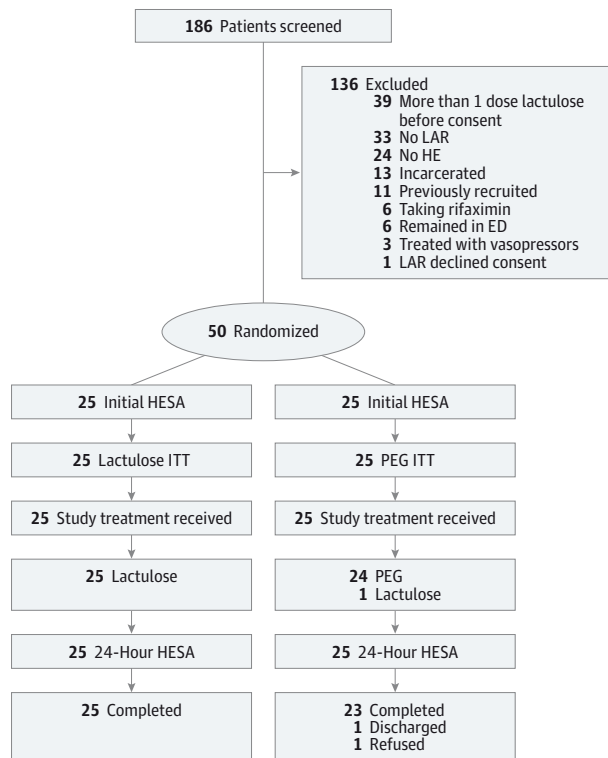 186 Patients screened
136 Excluded
39 More than 1 dose lactulose
before consent
33 No LAR
24 No HE
13 Incarcerated
11 Previously recruited
6 Taking rifaximin
6 Remained in ED
3 Treated with vasopressors
1 LAR declined consent
50 Randomized
25 Initial HESA
25 Lactulose ITT
25 Study treatment received
25 Lactulose
25 24-Hour HESA
25 Completed
25 Initial HESA
25 PEG ITT
25 Study treatment received
24 PEG
1 Lactulose
25 24-Hour HESA
23 Completed
1 Discharged
1 Refused